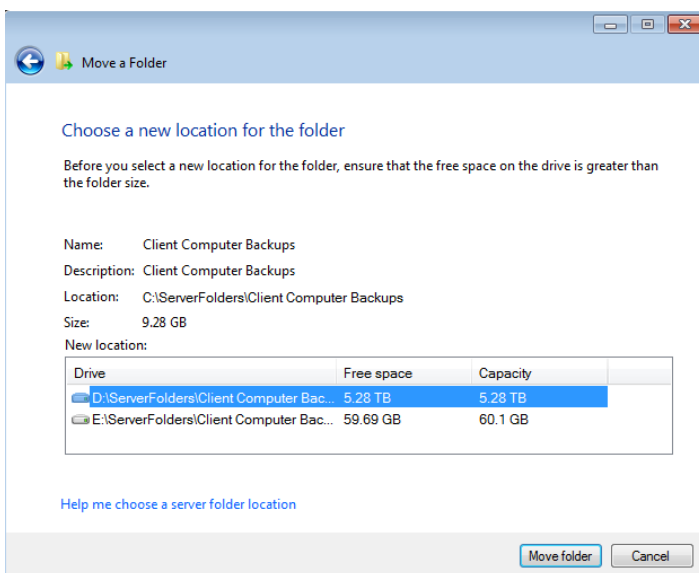 Move a Folder
Choose a new location for the folder
Before you select a new location for the folder, ensure that the free space on the drive is greater than
the folder size.
Name: Client Computer Backups
Description: Client Computer Backups
Location: C:\ServerFolders\Client Computer Backups
Size: 9.28 GB
New location:
Drive Free space Capacity
D:\ServerFolders\Client Computer Bac... 5.28 TB 5.28 TB
E:\ServerFolders\Client Computer Bac... 59.69 GB 60.1 GB
Help me choose a server folder location
Move folder Cancel